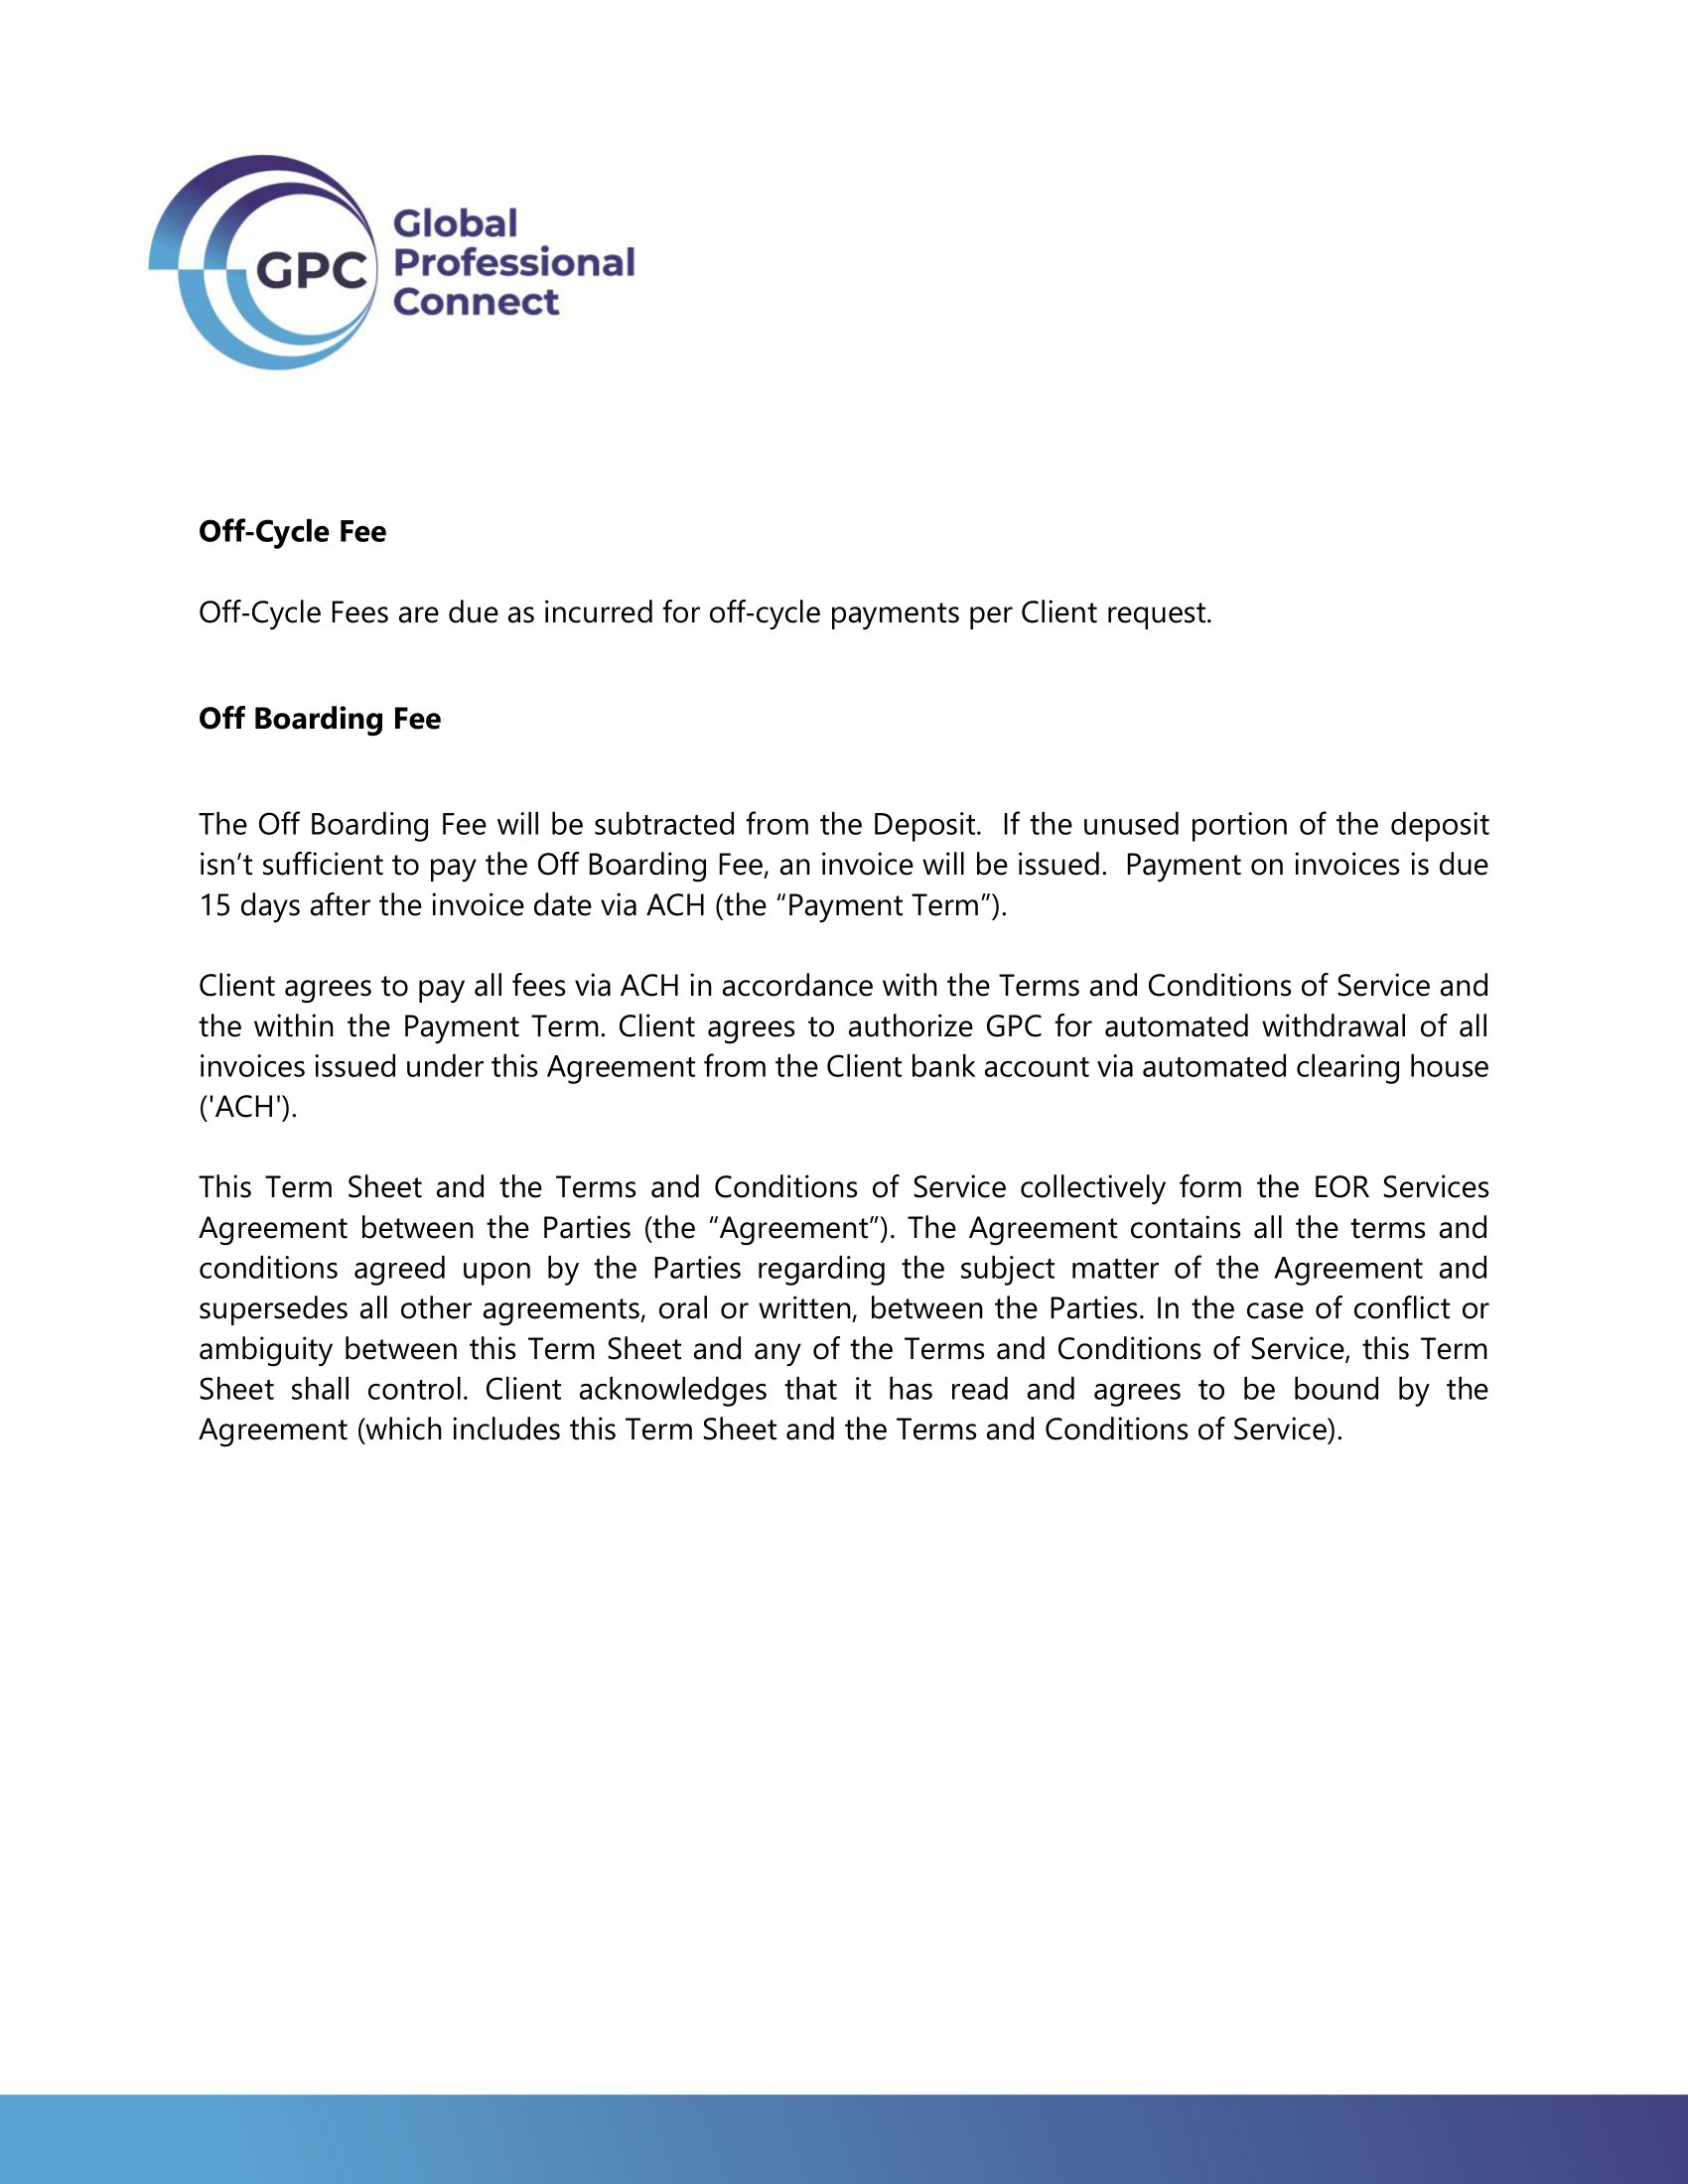 GPC
Global
Professional
Connect
Off-Cycle Fee
Off-Cycle Fees are due as incurred for off-cycle payments per Client request.
Off Boarding Fee
The Off Boarding Fee will be subtracted from the Deposit.  If the unused portion of the deposit
isn’t sufficient to pay the Off Boarding Fee, an invoice will be issued.  Payment on invoices is due
15 days after the invoice date via ACH (the “Payment Term”).
Client agrees to pay all fees via ACH in accordance with the Terms and Conditions of Service and
the within the Payment Term. Client agrees to authorize GPC for automated withdrawal of all
invoices issued under this Agreement from the Client bank account via automated clearing house
('ACH').
This Term Sheet and the Terms and Conditions of Service collectively form the EOR Services
Agreement between the Parties (the “Agreement”). The Agreement contains all the terms and
conditions agreed upon by the Parties regarding the subject matter of the Agreement and
supersedes all other agreements, oral or written, between the Parties. In the case of conflict or
ambiguity between this Term Sheet and any of the Terms and Conditions of Service, this Term
Sheet shall control. Client acknowledges that it has read and agrees to be bound by the
Agreement (which includes this Term Sheet and the Terms and Conditions of Service).